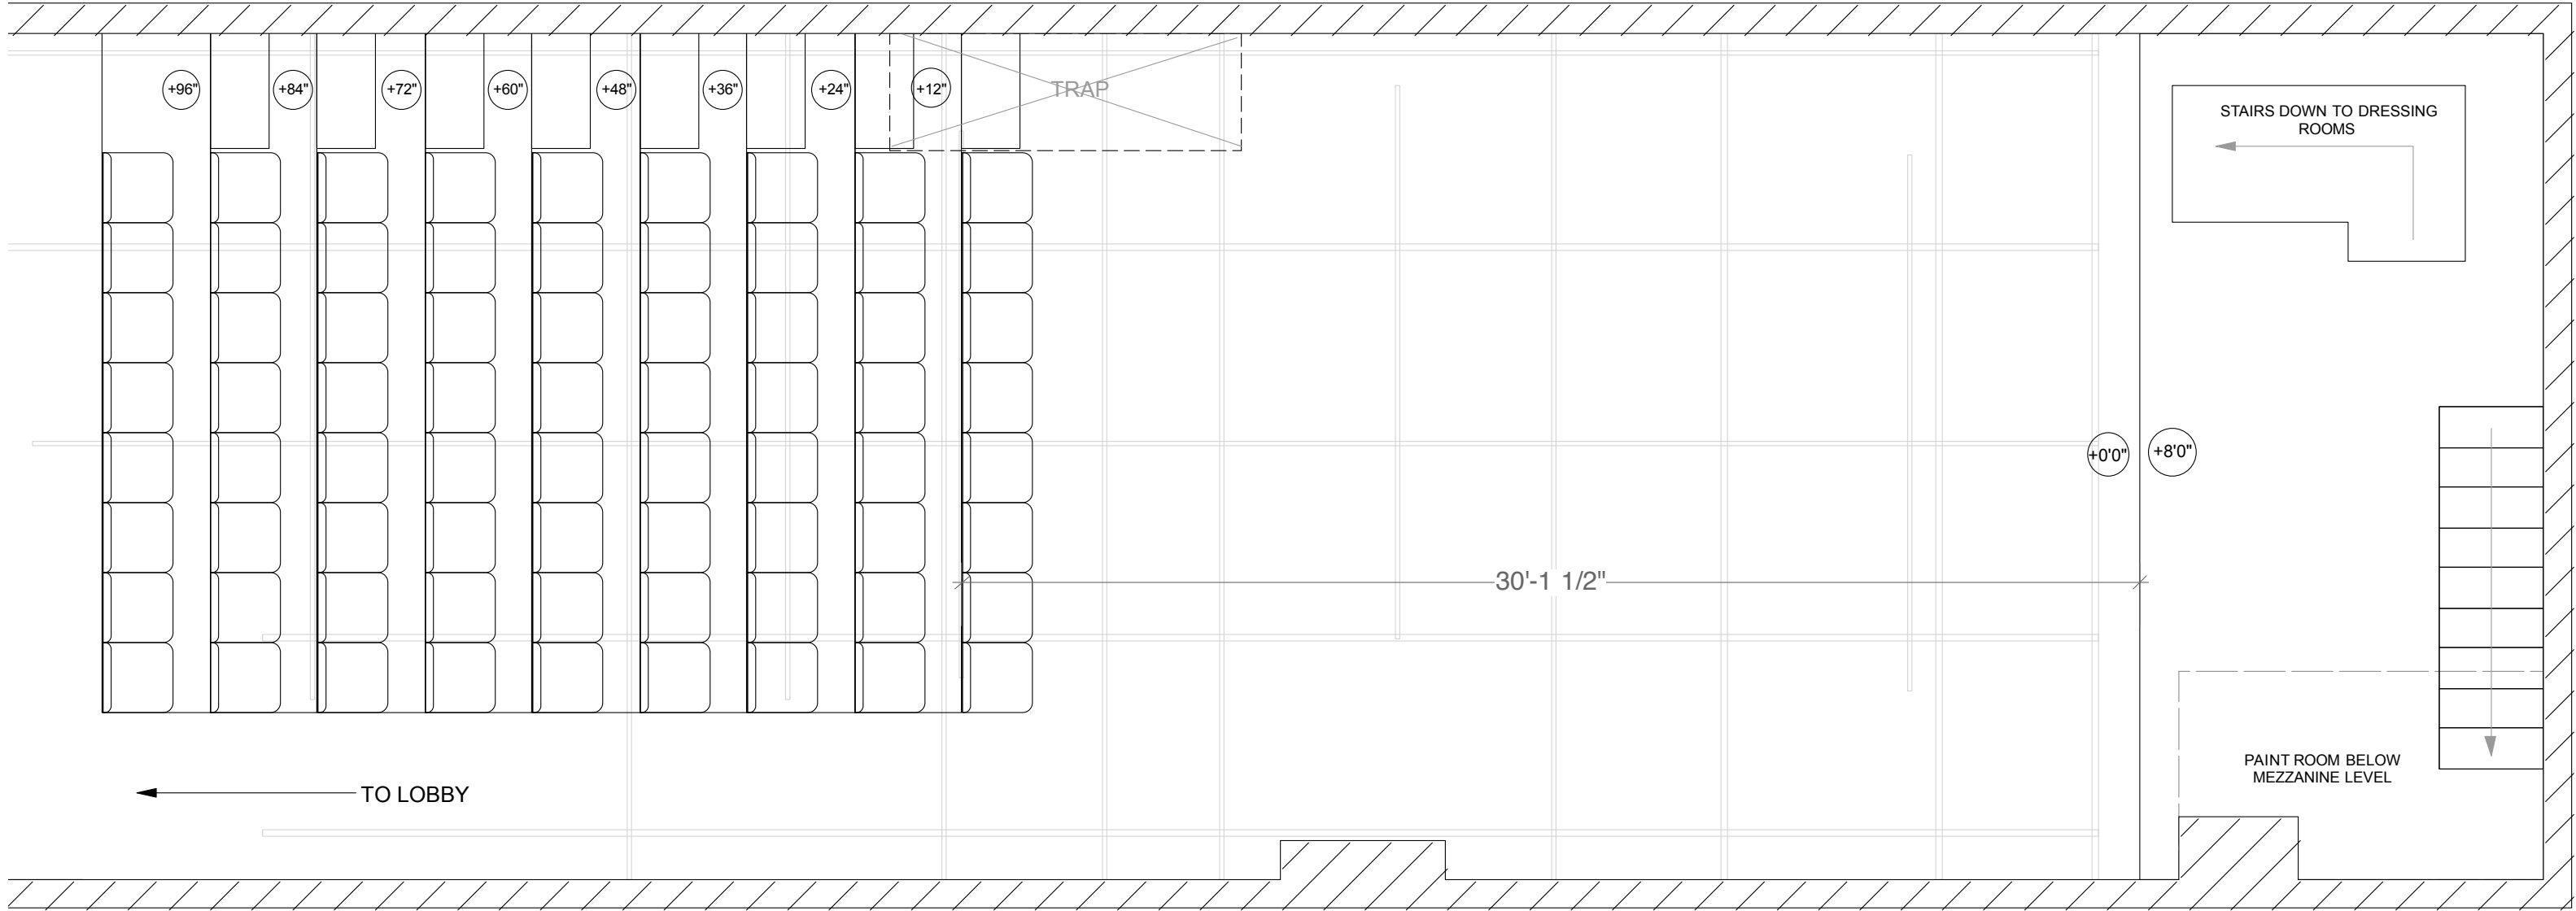 +96"
+84"
+72"
+60"
+48"
+36"
+24"
+12"
TRAP
STAIRS DOWN TO DRESSING
ROOMS
+0'0"
+8'0"
30'-1 1/2"
PAINT ROOM BELOW
MEZZANINE LEVEL
TO LOBBY